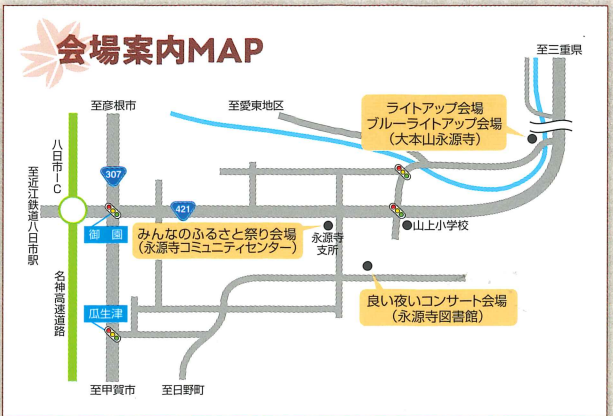 会場案内MAP
至三重県
至彦根市
至愛東地区
ライトアップ会場
ブルーライトアップ会場
(大本山永源寺)
八日市IC
至近江鉄道八日市駅
307
421
御園
みんなのふるさと祭り会場
(永源寺コミュニティセンター)
永源寺
支所
山上小学校
名神高速道路
良い夜いコンサート会場
(永源寺図書館)
瓜生津
至甲賀市
至日野町